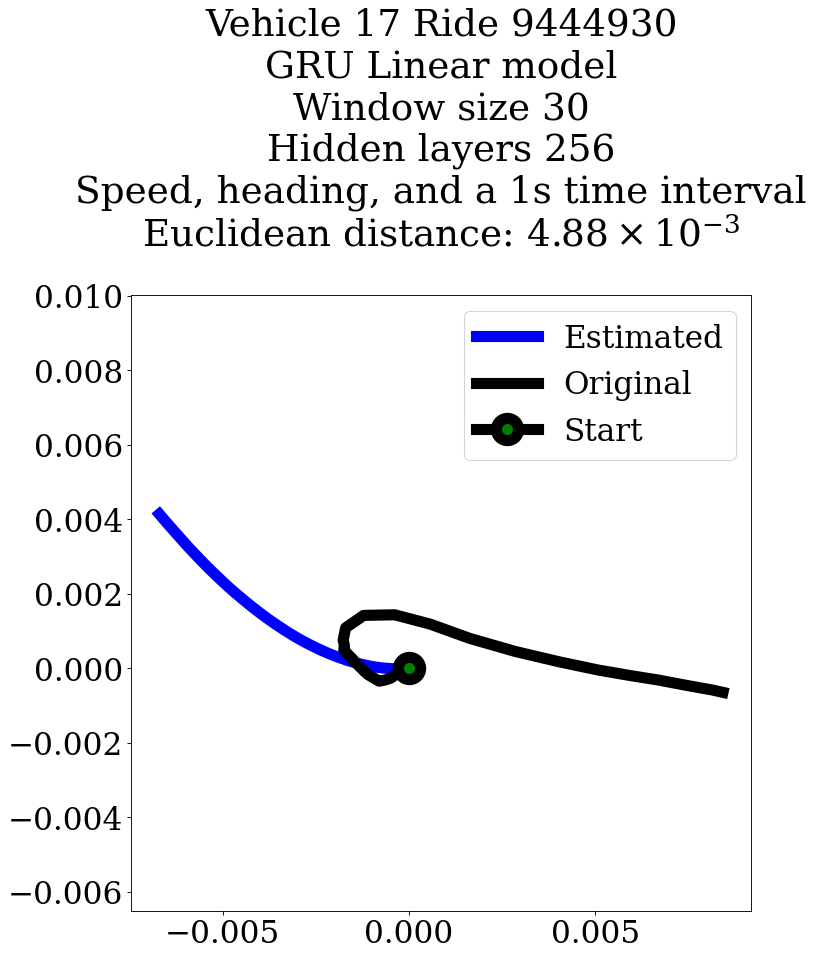 Vehicle 17 Ride 9444930
GRU Linear model
Window size 30
Hidden layers 256
Speed, heading, and a 1s time interval
Euclidean distance: 4.88 × 10⁻³
0.010
0.008
0.006
0.004
0.002
0.000
−0.002
−0.004
−0.006
Estimated
Original
Start
−0.005
0.000
0.005